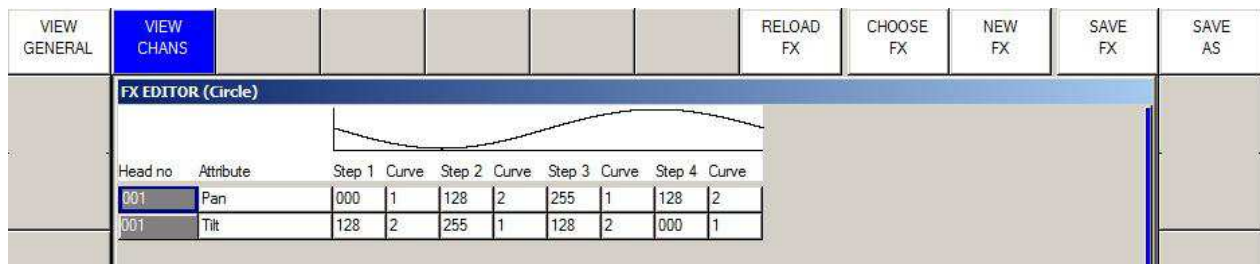 VIEW GENERAL
VIEW CHANS
RELOAD FX
CHOOSE FX
NEW FX
SAVE FX
SAVE AS
FX EDITOR (Circle)
Head no Attribute Step 1 Curve Step 2 Curve Step 3 Curve Step 4 Curve
001 Pan 000 1 128 2 255 1 128 2
001 Tilt 128 2 255 1 128 2 000 1